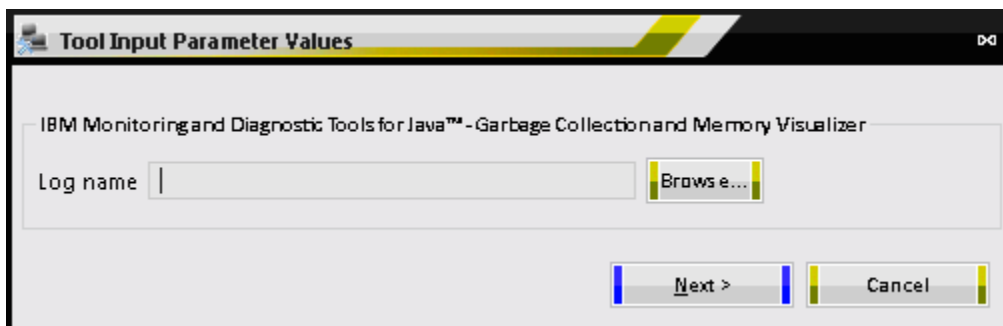 Tool Input Parameter Values
IBM Monitoring and Diagnostic Tools for Java™ - Garbage Collection and Memory Visualizer
Log name
Browse...
Next >
Cancel